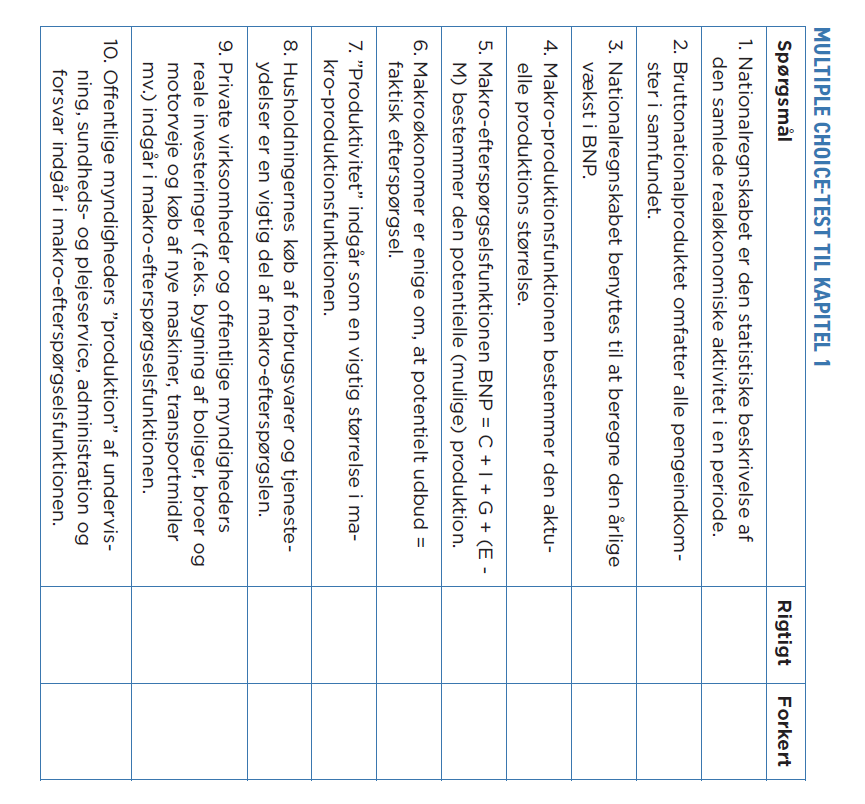 MULTIPLE CHOICE-TEST TIL KAPITEL 1
Spørgsmål Rigtigt Forkert
1. Nationalregnskabet er den statistiske beskrivelse af
den samlede realøkonomiske aktivitet i en periode.
2. Bruttonationalproduktet omfatter alle pengeindkom-
ster i samfundet.
3. Nationalregnskabet benyttes til at beregne den årlige
vækst i BNP.
4. Makro-produktionsfunktionen bestemmer den aktu-
elle produktions størrelse.
5. Makro-efterspørgselsfunktionen BNP = C + I + G + (E -
M) bestemmer den potentielle (mulige) produktion.
6. Makroøkonomer er enige om, at potentielt udbud =
faktisk efterspørgsel.
7. ”Produktivitet” indgår som en vigtig størrelse i ma-
kro-produktionsfunktionen.
8. Husholdningernes køb af forbrugsvarer og tjeneste-
ydelser er en vigtig del af makro-efterspørgslen.
9. Private virksomheder og offentlige myndigheders
reale investeringer (f.eks. bygning af boliger, broer og
motorveje og køb af nye maskiner, transportmidler
mv.) indgår i makro-efterspørgselsfunktionen.
10. Offentlige myndigheders ”produktion” af undervis-
ning, sundheds- og plejeservice, administration og
forsvar indgår i makro-efterspørgselsfunktionen.